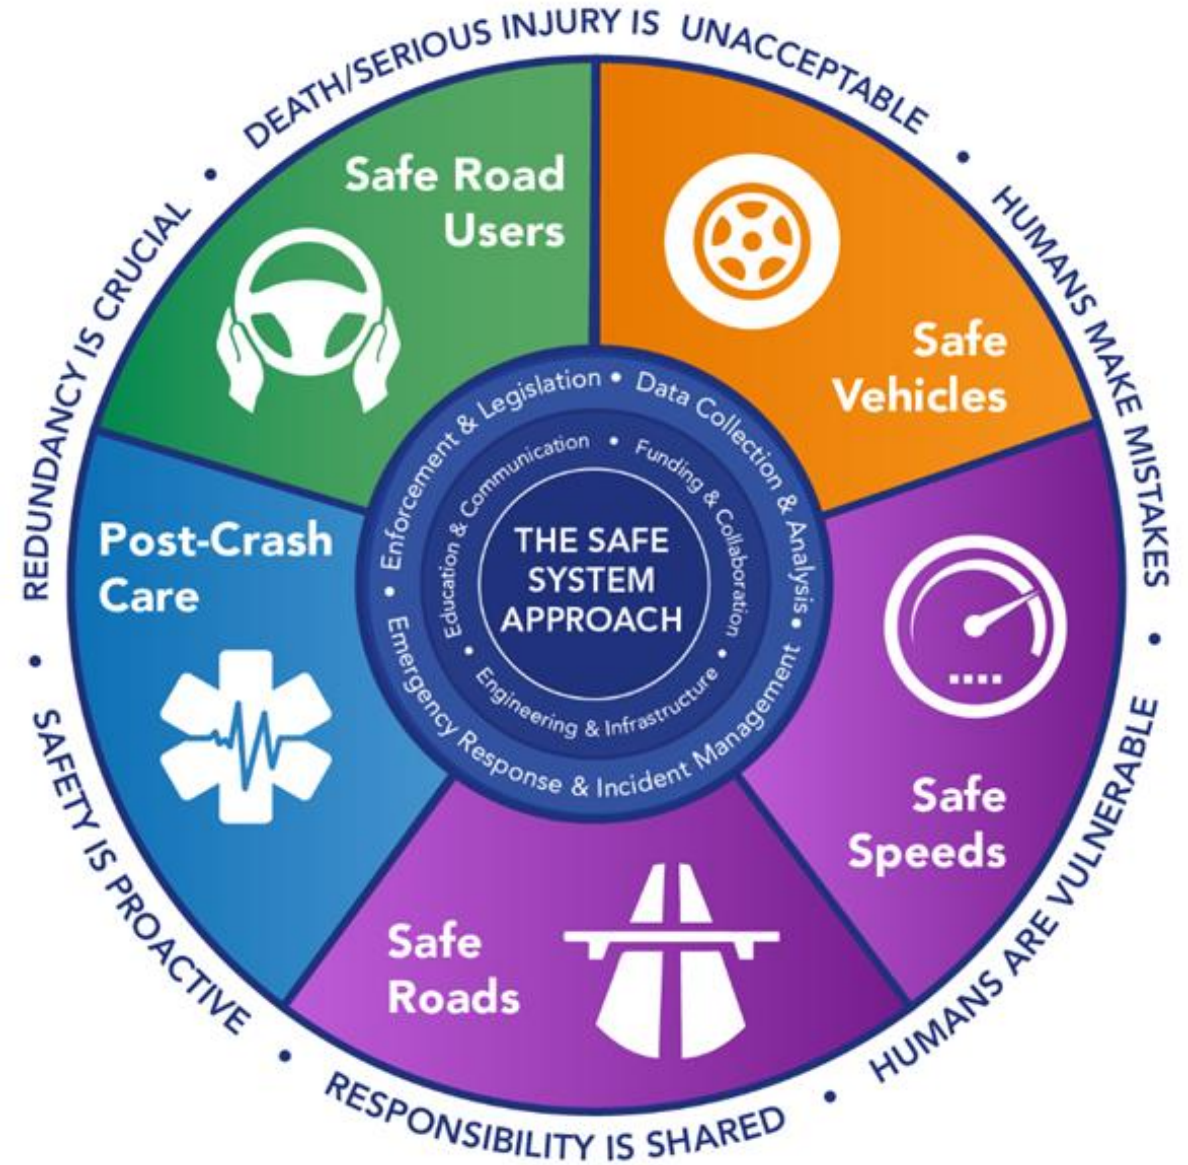 DEATH/SERIOUS INJURY IS UNACCEPTABLE
•
HUMANS MAKE MISTAKES
•
HUMANS ARE VULNERABLE
•
RESPONSIBILITY IS SHARED
•
SAFETY IS PROACTIVE
•
REDUNDANCY IS CRUCIAL
•
Safe Road
Users
Safe
Vehicles
Safe
Speeds
Safe
Roads
Post-Crash
Care
Enforcement & Legislation •
Data Collection & Analysis •
Emergency Response & Incident Management •
Education & Communication •
Funding & Collaboration •
Engineering & Infrastructure •
THE SAFE
SYSTEM
APPROACH